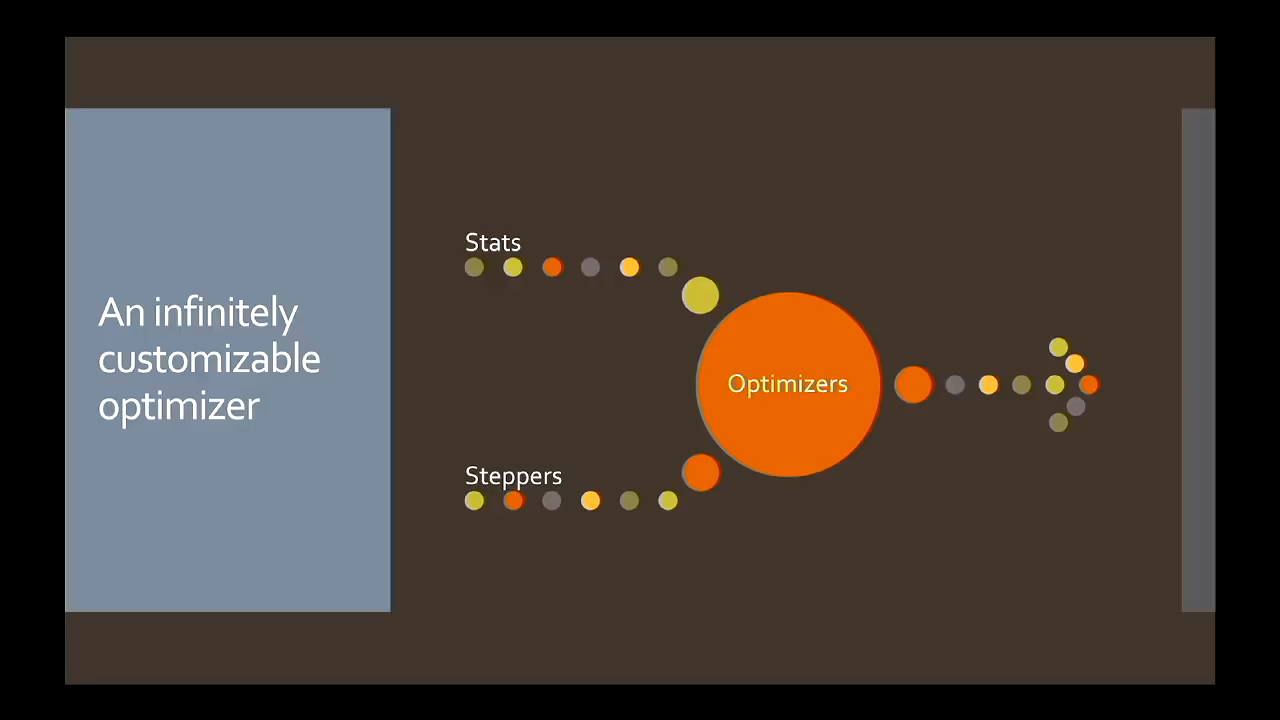 An infinitely
customizable
optimizer
Stats
Optimizers
Steppers